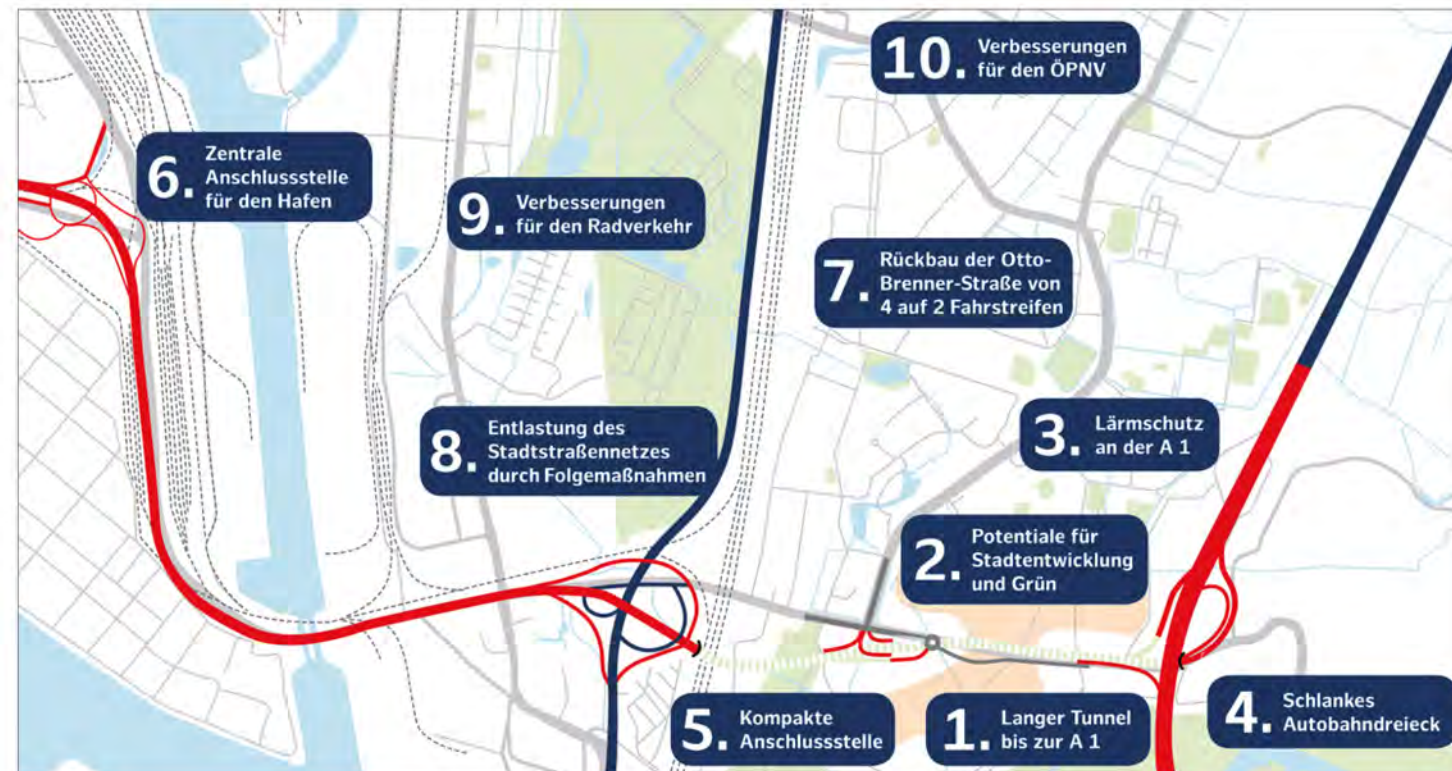 10. Verbesserungen
für den ÖPNV
6. Zentrale
Anschlussstelle
für den Hafen
9. Verbesserungen
für den Radverkehr
7. Rückbau der Otto-
Brenner-Straße von
4 auf 2 Fahrstreifen
8. Entlastung des
Stadtstraßennetzes
durch Folgemaßnahmen
3. Lärmschutz
an der A 1
2. Potentiale für
Stadtentwicklung
und Grün
5. Kompakte
Anschlussstelle
1. Langer Tunnel
bis zur A 1
4. Schlankes
Autobahndreieck